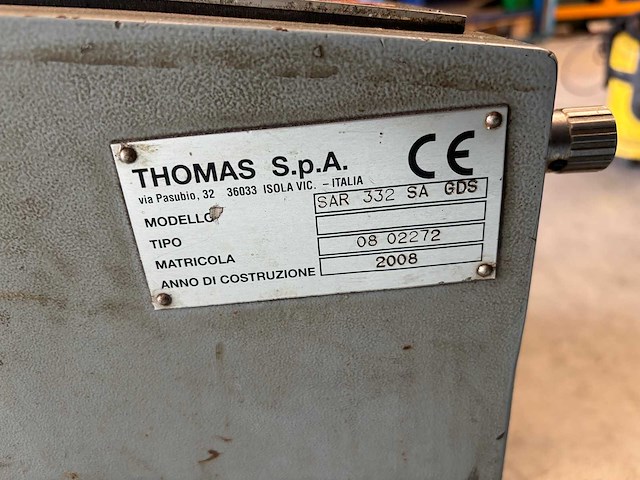 THOMAS S.p.A. CE
via Pasubio, 32 36033 ISOLA VIC. - ITALIA
MODELLO SAR 332 SA GDS
TIPO
MATRICOLA 08 02272
ANNO DI COSTRUZIONE 2008